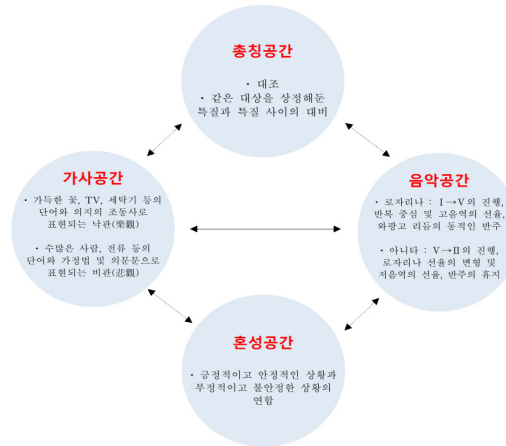 총칭공간
• 대조
• 같은 대상을 상정해둔
특질과 특질 사이의 대비
가사공간
• 가득한 꽃, TV, 세탁기 등의
단어와 의지의 조동사로
표현되는 낙관(樂觀)
• 수많은 사람, 전류 등의
단어와 가정법 및 의문문으로
표현되는 비관(悲觀)
음악공간
• 로자리나 : Ⅰ→Ⅴ의 진행,
반복 중심 및 고음역의 선율,
와광고 리듬의 동적인 반주
• 아니타 : Ⅴ→Ⅱ의 진행,
로자리나 선율의 변형 및
저음역의 선율, 반주의 휴지
혼성공간
• 긍정적이고 안정적인 상황과
부정적이고 불안정한 상황의
연합